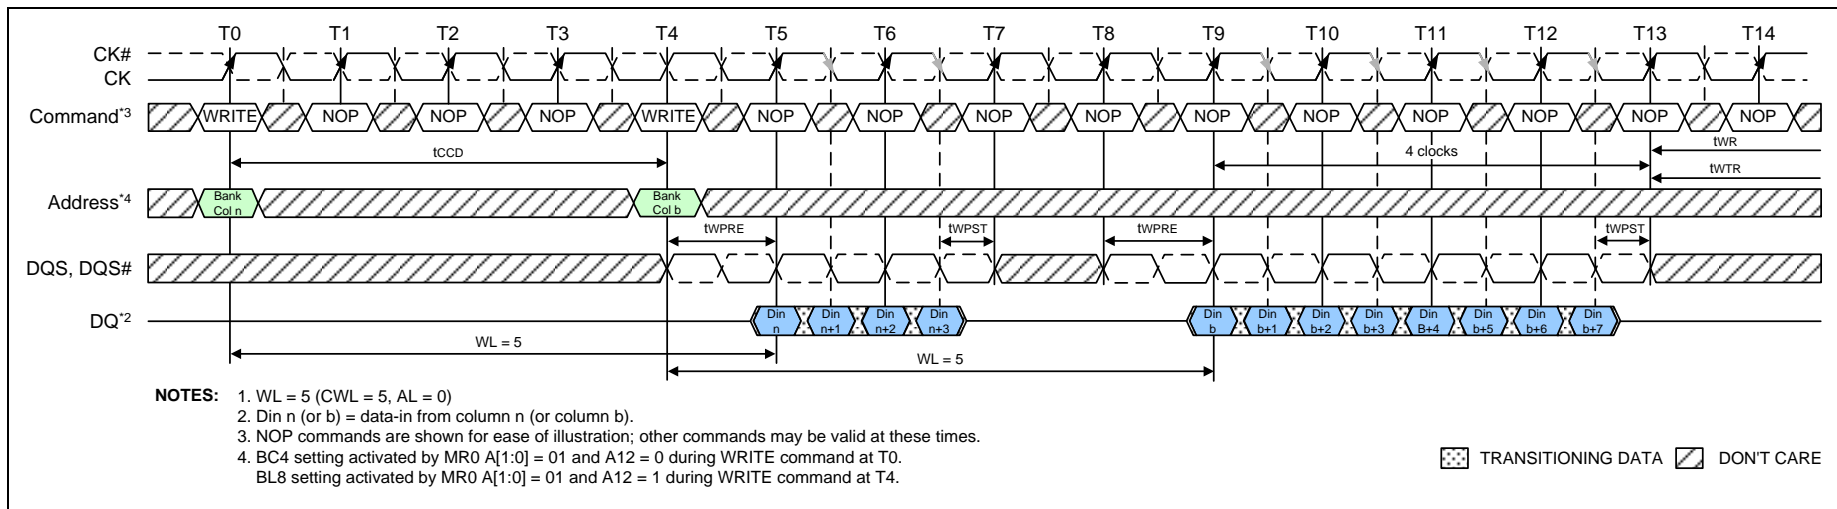 T0 T1 T2 T3 T4 T5 T6 T7 T8 T9 T10 T11 T12 T13 T14
CK#
CK
Command*3 WRITE NOP NOP NOP WRITE NOP NOP NOP NOP NOP NOP NOP NOP NOP NOP
tCCD 4 clocks tWR
tWTR
Address*4 Bank Col n Bank Col b
tWPRE tWPST tWPRE tWPST
DQS, DQS#
DQ*2 Din n Din n+1 Din n+2 Din n+3 Din b Din b+1 Din b+2 Din b+3 Din B+4 Din b+5 Din b+6 Din b+7
WL = 5 WL = 5
NOTES: 1. WL = 5 (CWL = 5, AL = 0)
2. Din n (or b) = data-in from column n (or column b).
3. NOP commands are shown for ease of illustration; other commands may be valid at these times.
4. BC4 setting activated by MR0 A[1:0] = 01 and A12 = 0 during WRITE command at T0.
BL8 setting activated by MR0 A[1:0] = 01 and A12 = 1 during WRITE command at T4.
TRANSITIONING DATA DON'T CARE